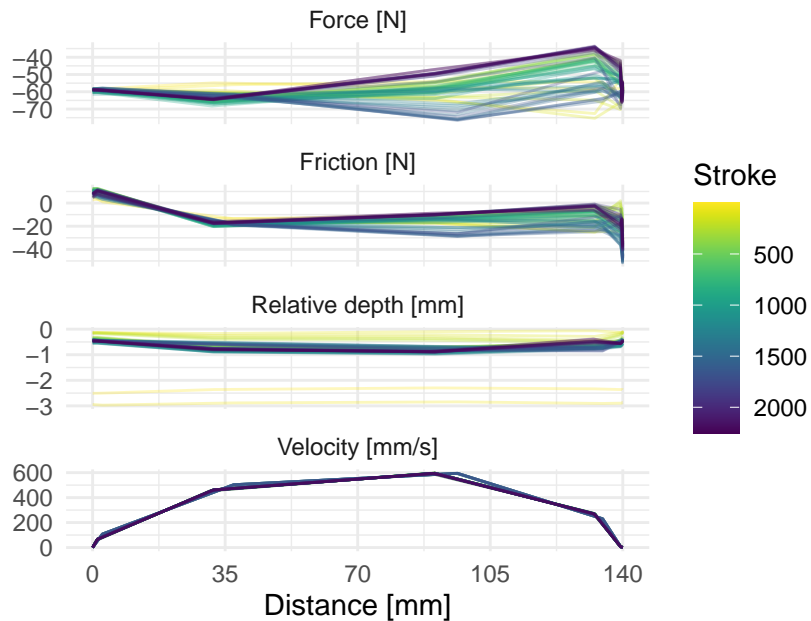 Force [N]
−40
−50
−60
−70
Friction [N]
0
−20
−40
Relative depth [mm]
0
−1
−2
−3
Velocity [mm/s]
600
400
200
0
0 35 70 105 140
Distance [mm]
Stroke
500
1000
1500
2000